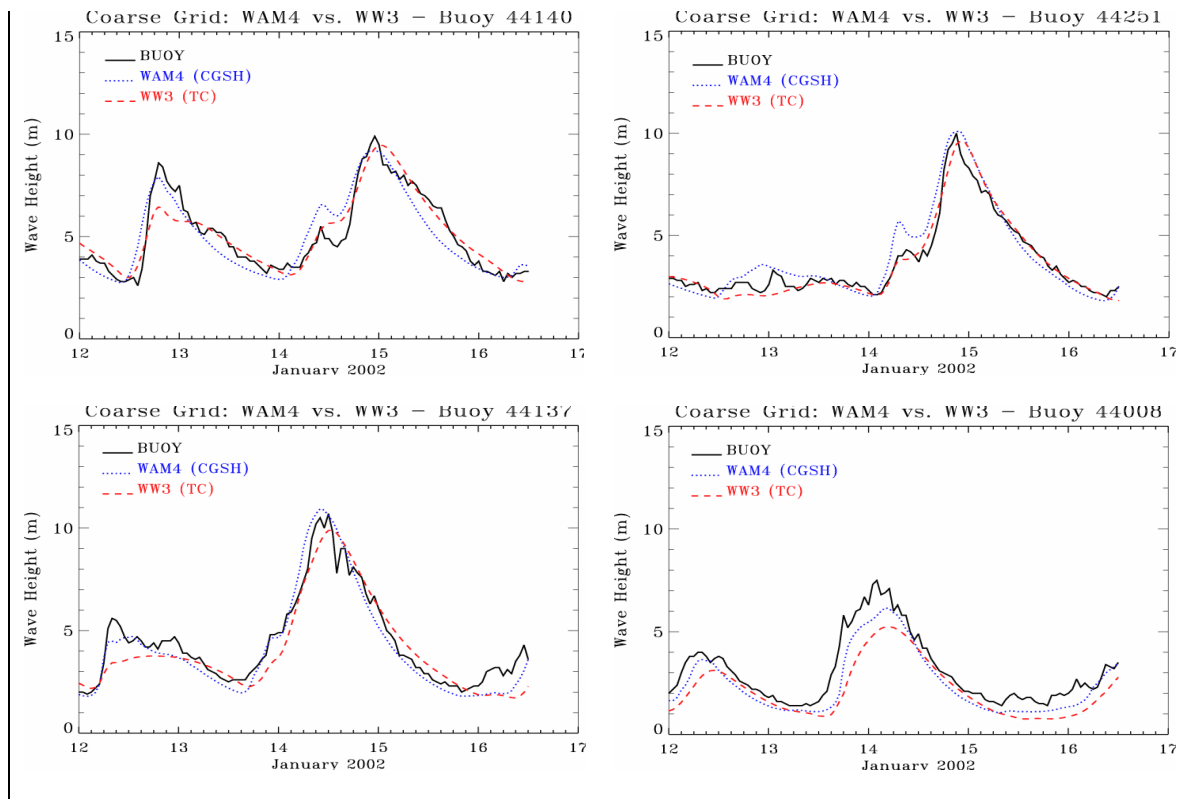 Coarse Grid: WAM4 vs. WW3 − Buoy 44140
15
BUOY
WAM4 (CGSH)
WW3 (TC)
10
5
0
Wave Height (m)
12 13 14 15 16 17
January 2002
Coarse Grid: WAM4 vs. WW3 − Buoy 44251
15
BUOY
WAM4 (CGSH)
WW3 (TC)
10
5
0
Wave Height (m)
12 13 14 15 16 17
January 2002
Coarse Grid: WAM4 vs. WW3 − Buoy 44137
15
BUOY
WAM4 (CGSH)
WW3 (TC)
10
5
0
Wave Height (m)
12 13 14 15 16 17
January 2002
Coarse Grid: WAM4 vs. WW3 − Buoy 44008
15
BUOY
WAM4 (CGSH)
WW3 (TC)
10
5
0
Wave Height (m)
12 13 14 15 16 17
January 2002